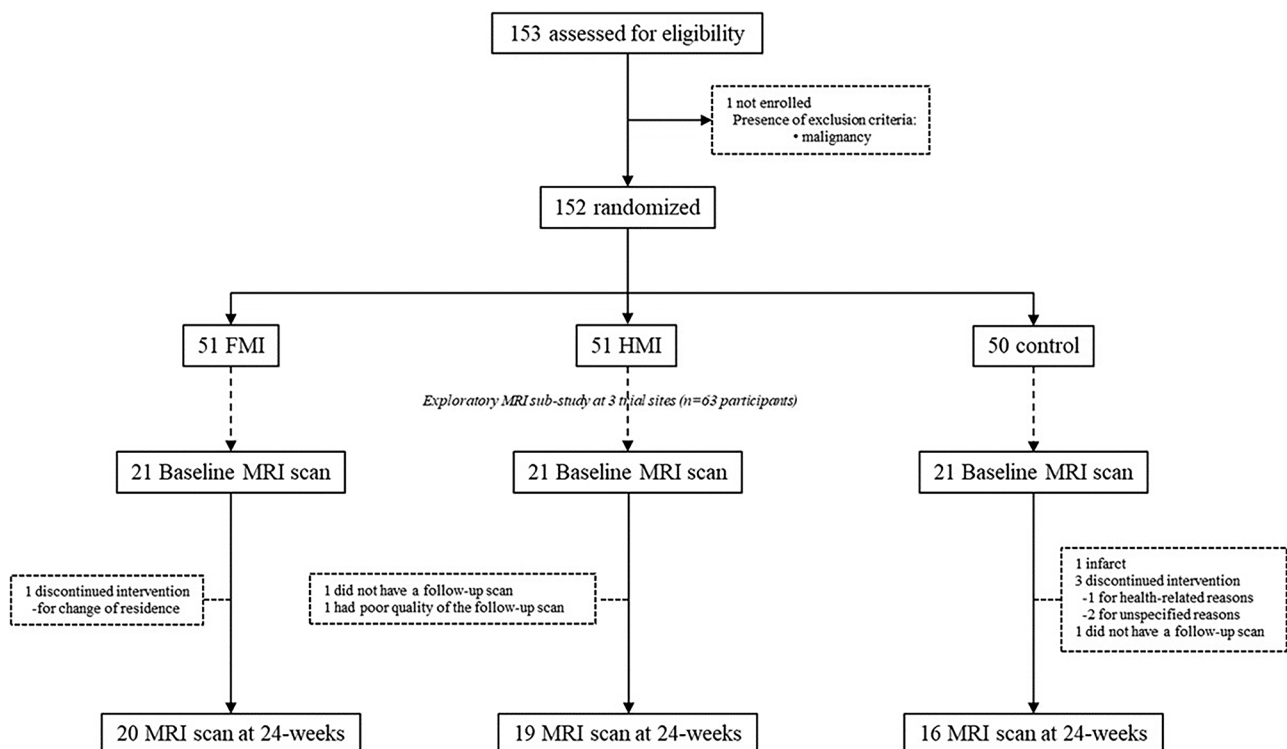 153 assessed for eligibility
1 not enrolled
Presence of exclusion criteria:
• malignancy
152 randomized
51 FMI
51 HMI
50 control
Exploratory MRI sub-study at 3 trial sites (n=63 participants)
21 Baseline MRI scan
21 Baseline MRI scan
21 Baseline MRI scan
1 discontinued intervention
-for change of residence
1 did not have a follow-up scan
1 had poor quality of the follow-up scan
1 infarct
3 discontinued intervention
-1 for health-related reasons
-2 for unspecified reasons
1 did not have a follow-up scan
20 MRI scan at 24-weeks
19 MRI scan at 24-weeks
16 MRI scan at 24-weeks